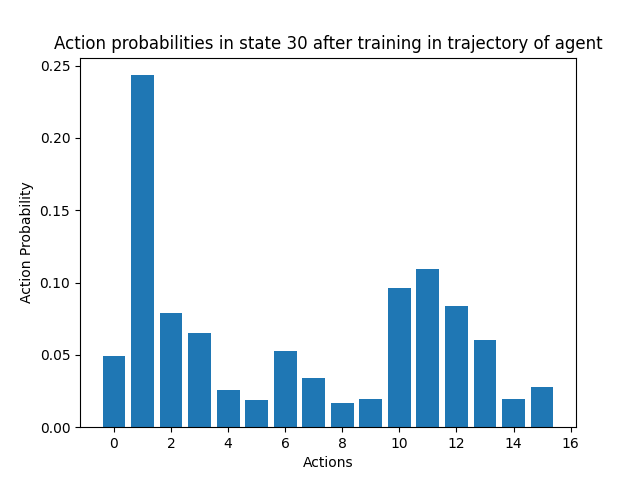 Action probabilities in state 30 after training in trajectory of agent
0.25
0.20
0.15
0.10
0.05
0.00
Action Probability
0 2 4 6 8 10 12 14 16
Actions